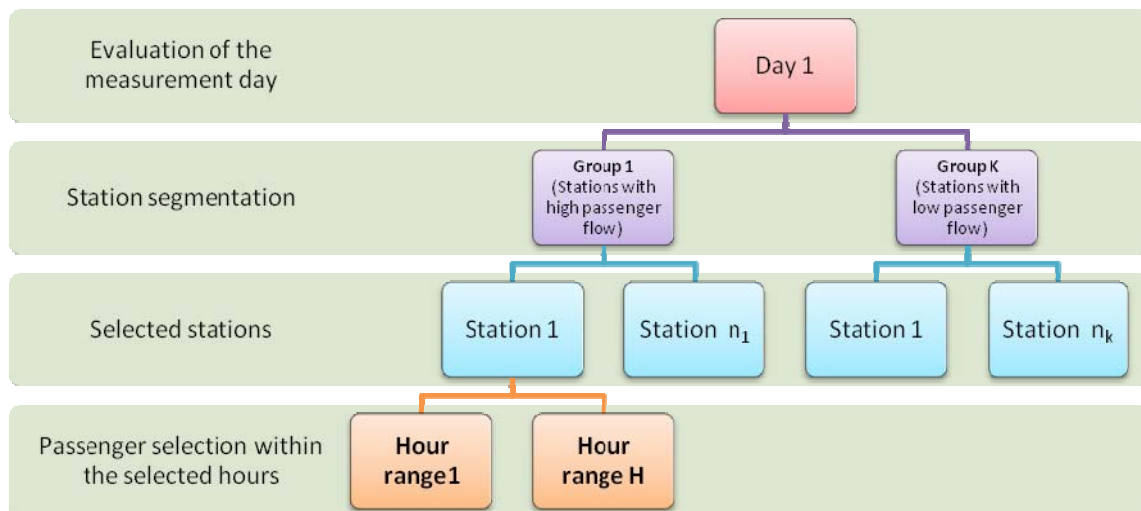 Evaluation of the
measurement day
Day 1
Station segmentation
Group 1
(Stations with
high passenger
flow)
Group K
(Stations with
low passenger
flow)
Selected stations
Station 1
Station n₁
Station 1
Station nₖ
Passenger selection within
the selected hours
Hour
range1
Hour
range H